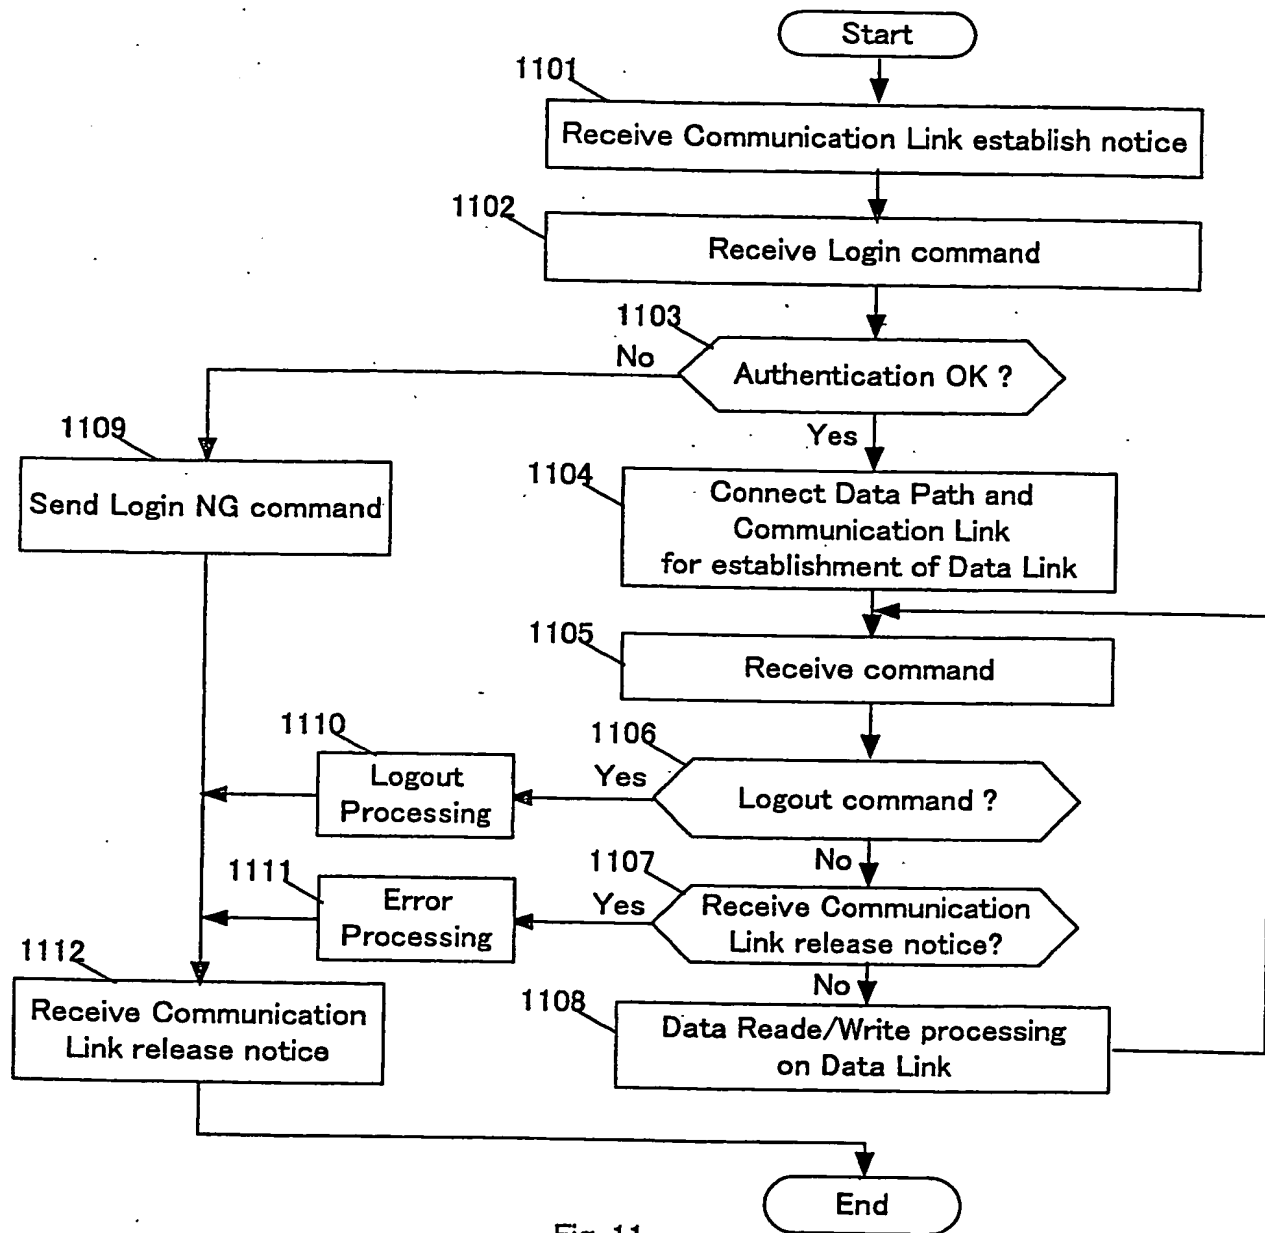 Start
1101
Receive Communication Link establish notice
1102
Receive Login command
1103
No
Authentication OK ?
Yes
1109
Send Login NG command
1104
Connect Data Path and
Communication Link
for establishment of Data Link
1105
Receive command
1110
Logout
Processing
Yes
1106
Logout command ?
No
1111
Error
Processing
Yes
1107
Receive Communication
Link release notice?
No
1112
Receive Communication
Link release notice
1108
Data Reade/Write processing
on Data Link
End
Fig. 11